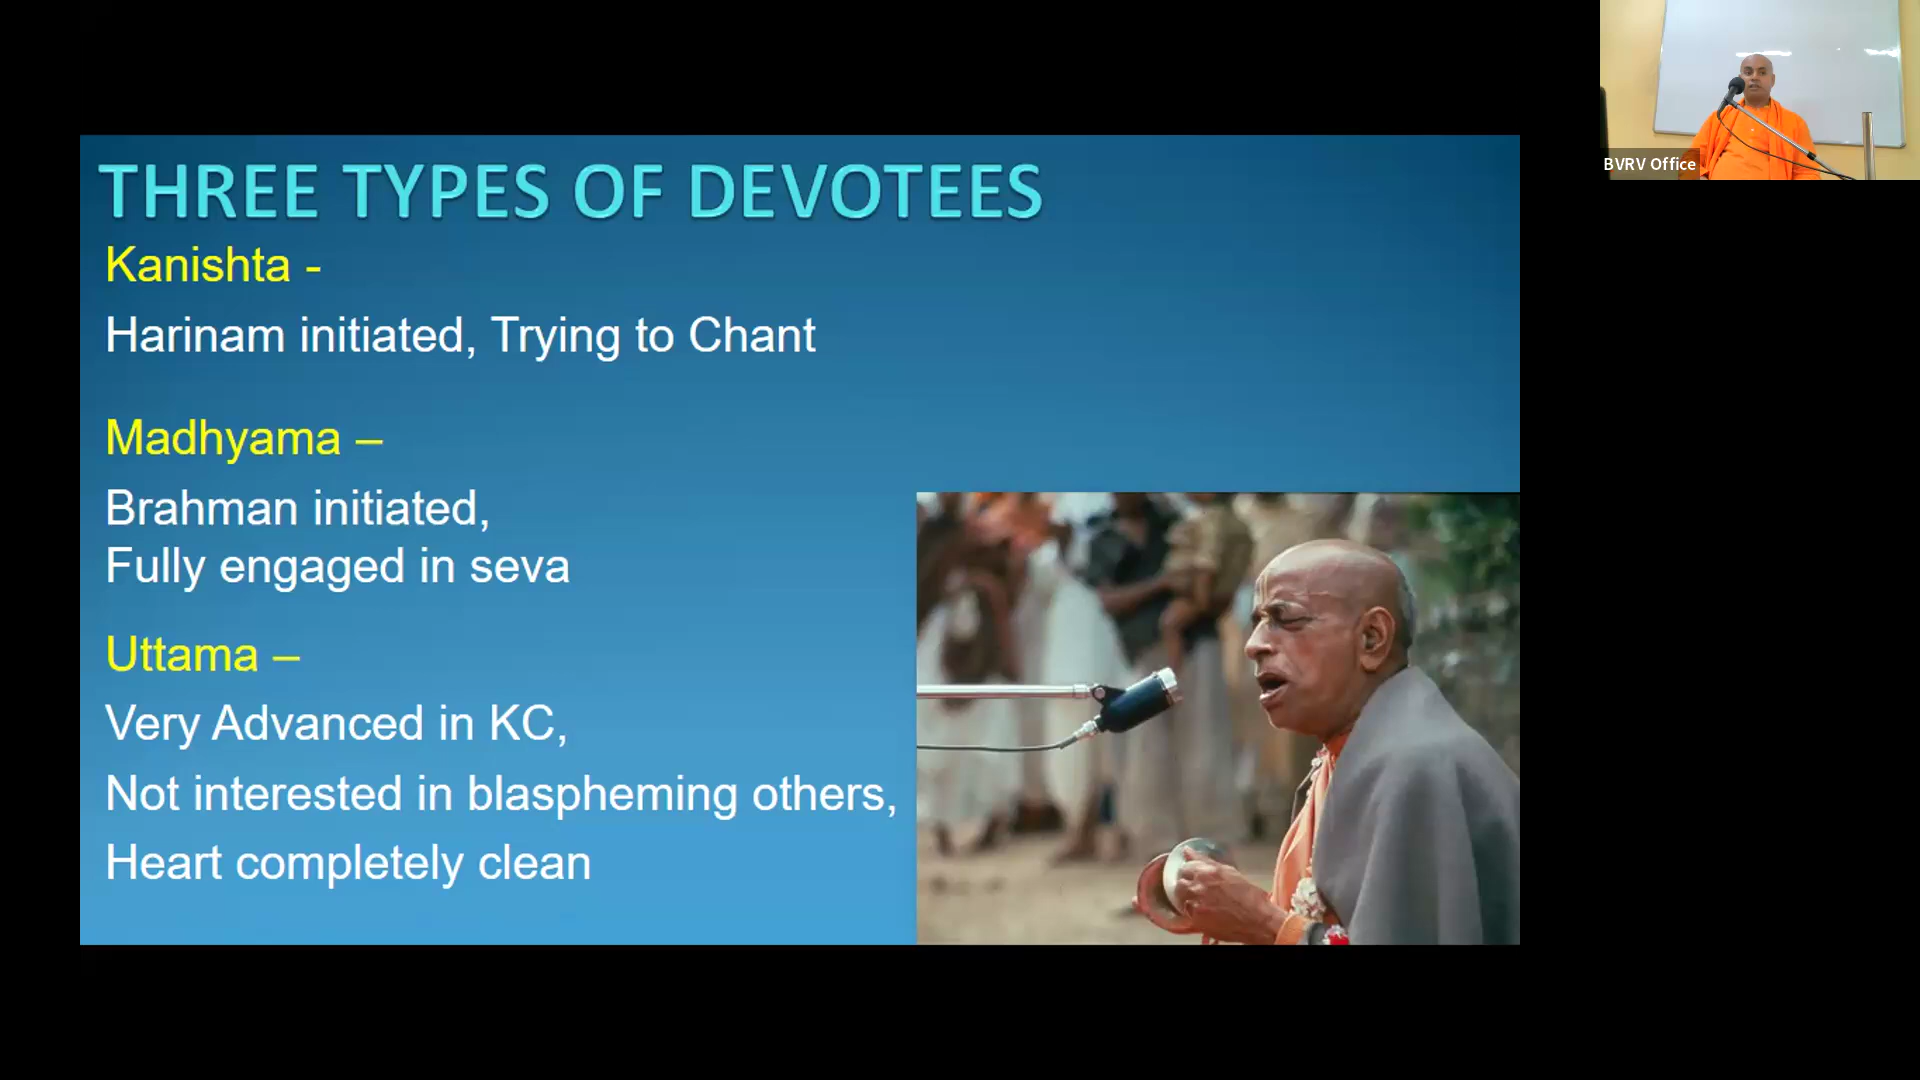 THREE TYPES OF DEVOTEES
Kanishta -
Harinam initiated, Trying to Chant
Madhyama –
Brahman initiated,
Fully engaged in seva
Uttama –
Very Advanced in KC,
Not interested in blaspheming others,
Heart completely clean
BVRV Office